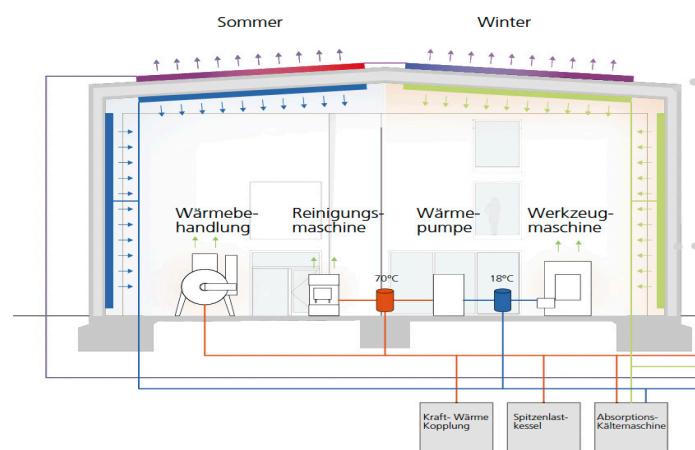 Sommer
Winter
Wärmebe-
handlung
Reinigungs-
maschine
Wärme-
pumpe
Werkzeug-
maschine
70°C
18°C
Kraft- Wärme
Kopplung
Spitzenlast-
kessel
Absorptions-
Kältemaschine